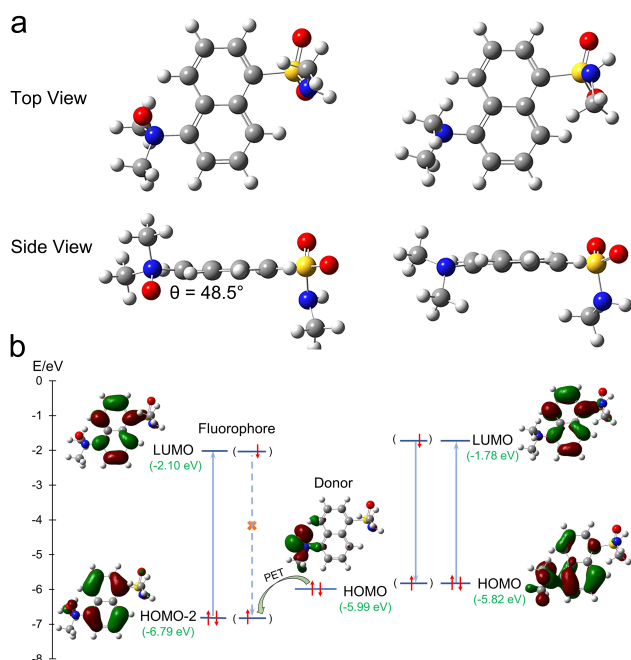 a
Top View
Side View
θ = 48.5°
b
E/eV
0
-1
-2
-3
-4
-5
-6
-7
-8
Fluorophore
LUMO
(-2.10 eV)
( )
LUMO
(-1.78 eV)
( )
Donor
PET
HOMO
(-5.99 eV)
HOMO
(-5.82 eV)
( )
HOMO-2
(-6.79 eV)
( )